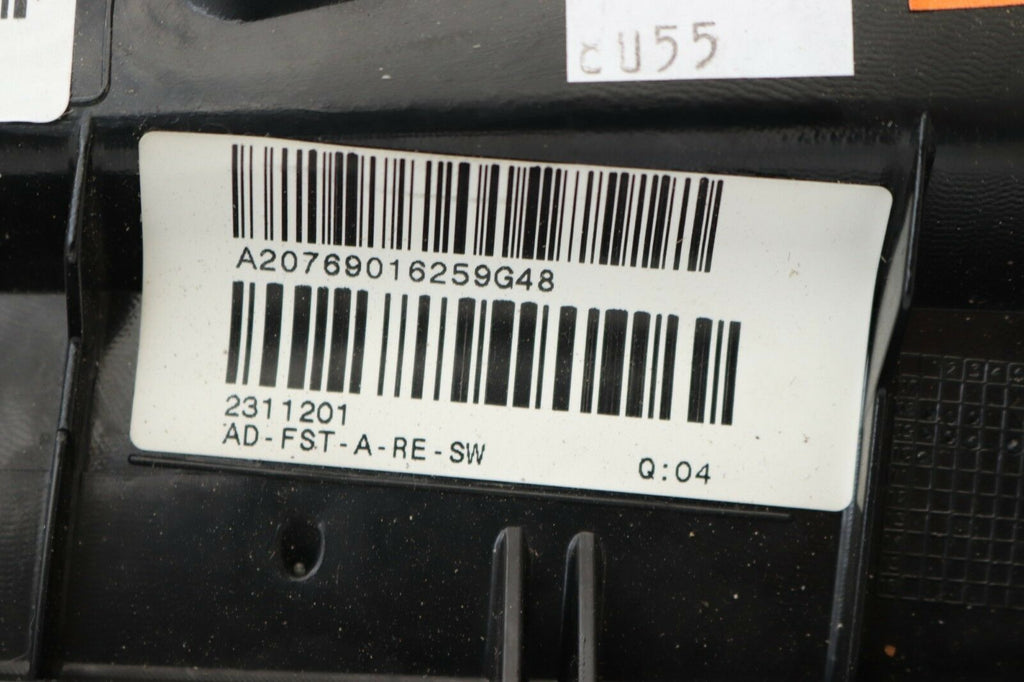 CU55
A20769016259G48
2311201
AD-FST-A-RE-SW
Q:04